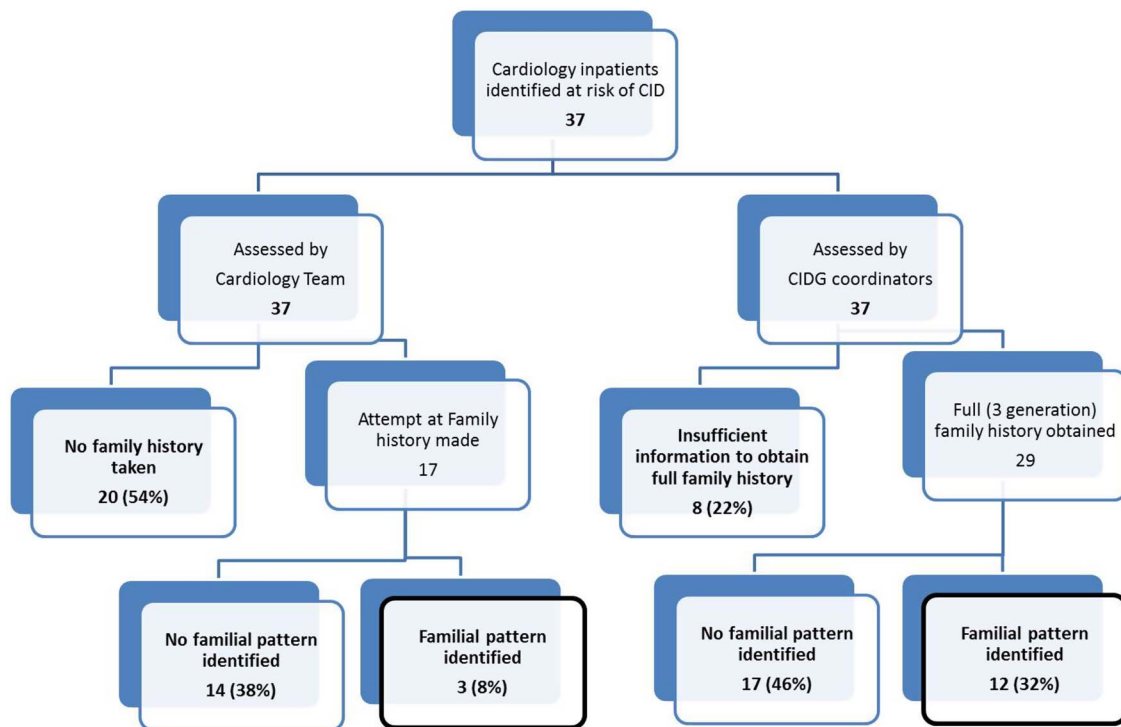 Cardiology inpatients
identified at risk of CID
37
Assessed by
Cardiology Team
37
Assessed by
CIDG coordinators
37
No family history
taken
20 (54%)
Attempt at Family
history made
17
Insufficient
information to obtain
full family history
8 (22%)
Full (3 generation)
family history obtained
29
No familial pattern
identified
14 (38%)
Familial pattern
identified
3 (8%)
No familial pattern
identified
17 (46%)
Familial pattern
identified
12 (32%)